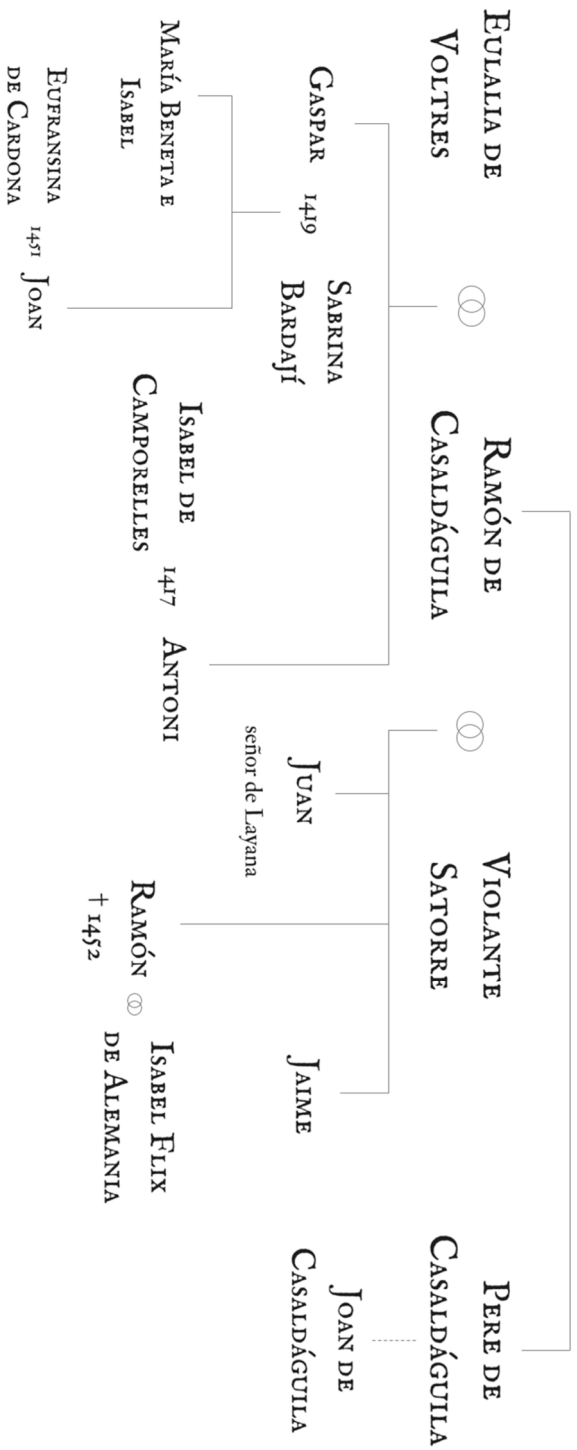 Eulalia de
Voltres
Ramón de
Casaldáguila
Violante
Satorre
Pere de
Casaldáguila
Gaspar
1419
Sabrina
Bardají
Juan
señor de Layana
Jaime
Joan de
Casaldáguila
María Beneta e
Isabel
Isabel de
Camporelles
1417
Antoni
Ramón
† 1452
Isabel Flix
de Alemania
Eufransina
de Cardona
1451
Joan